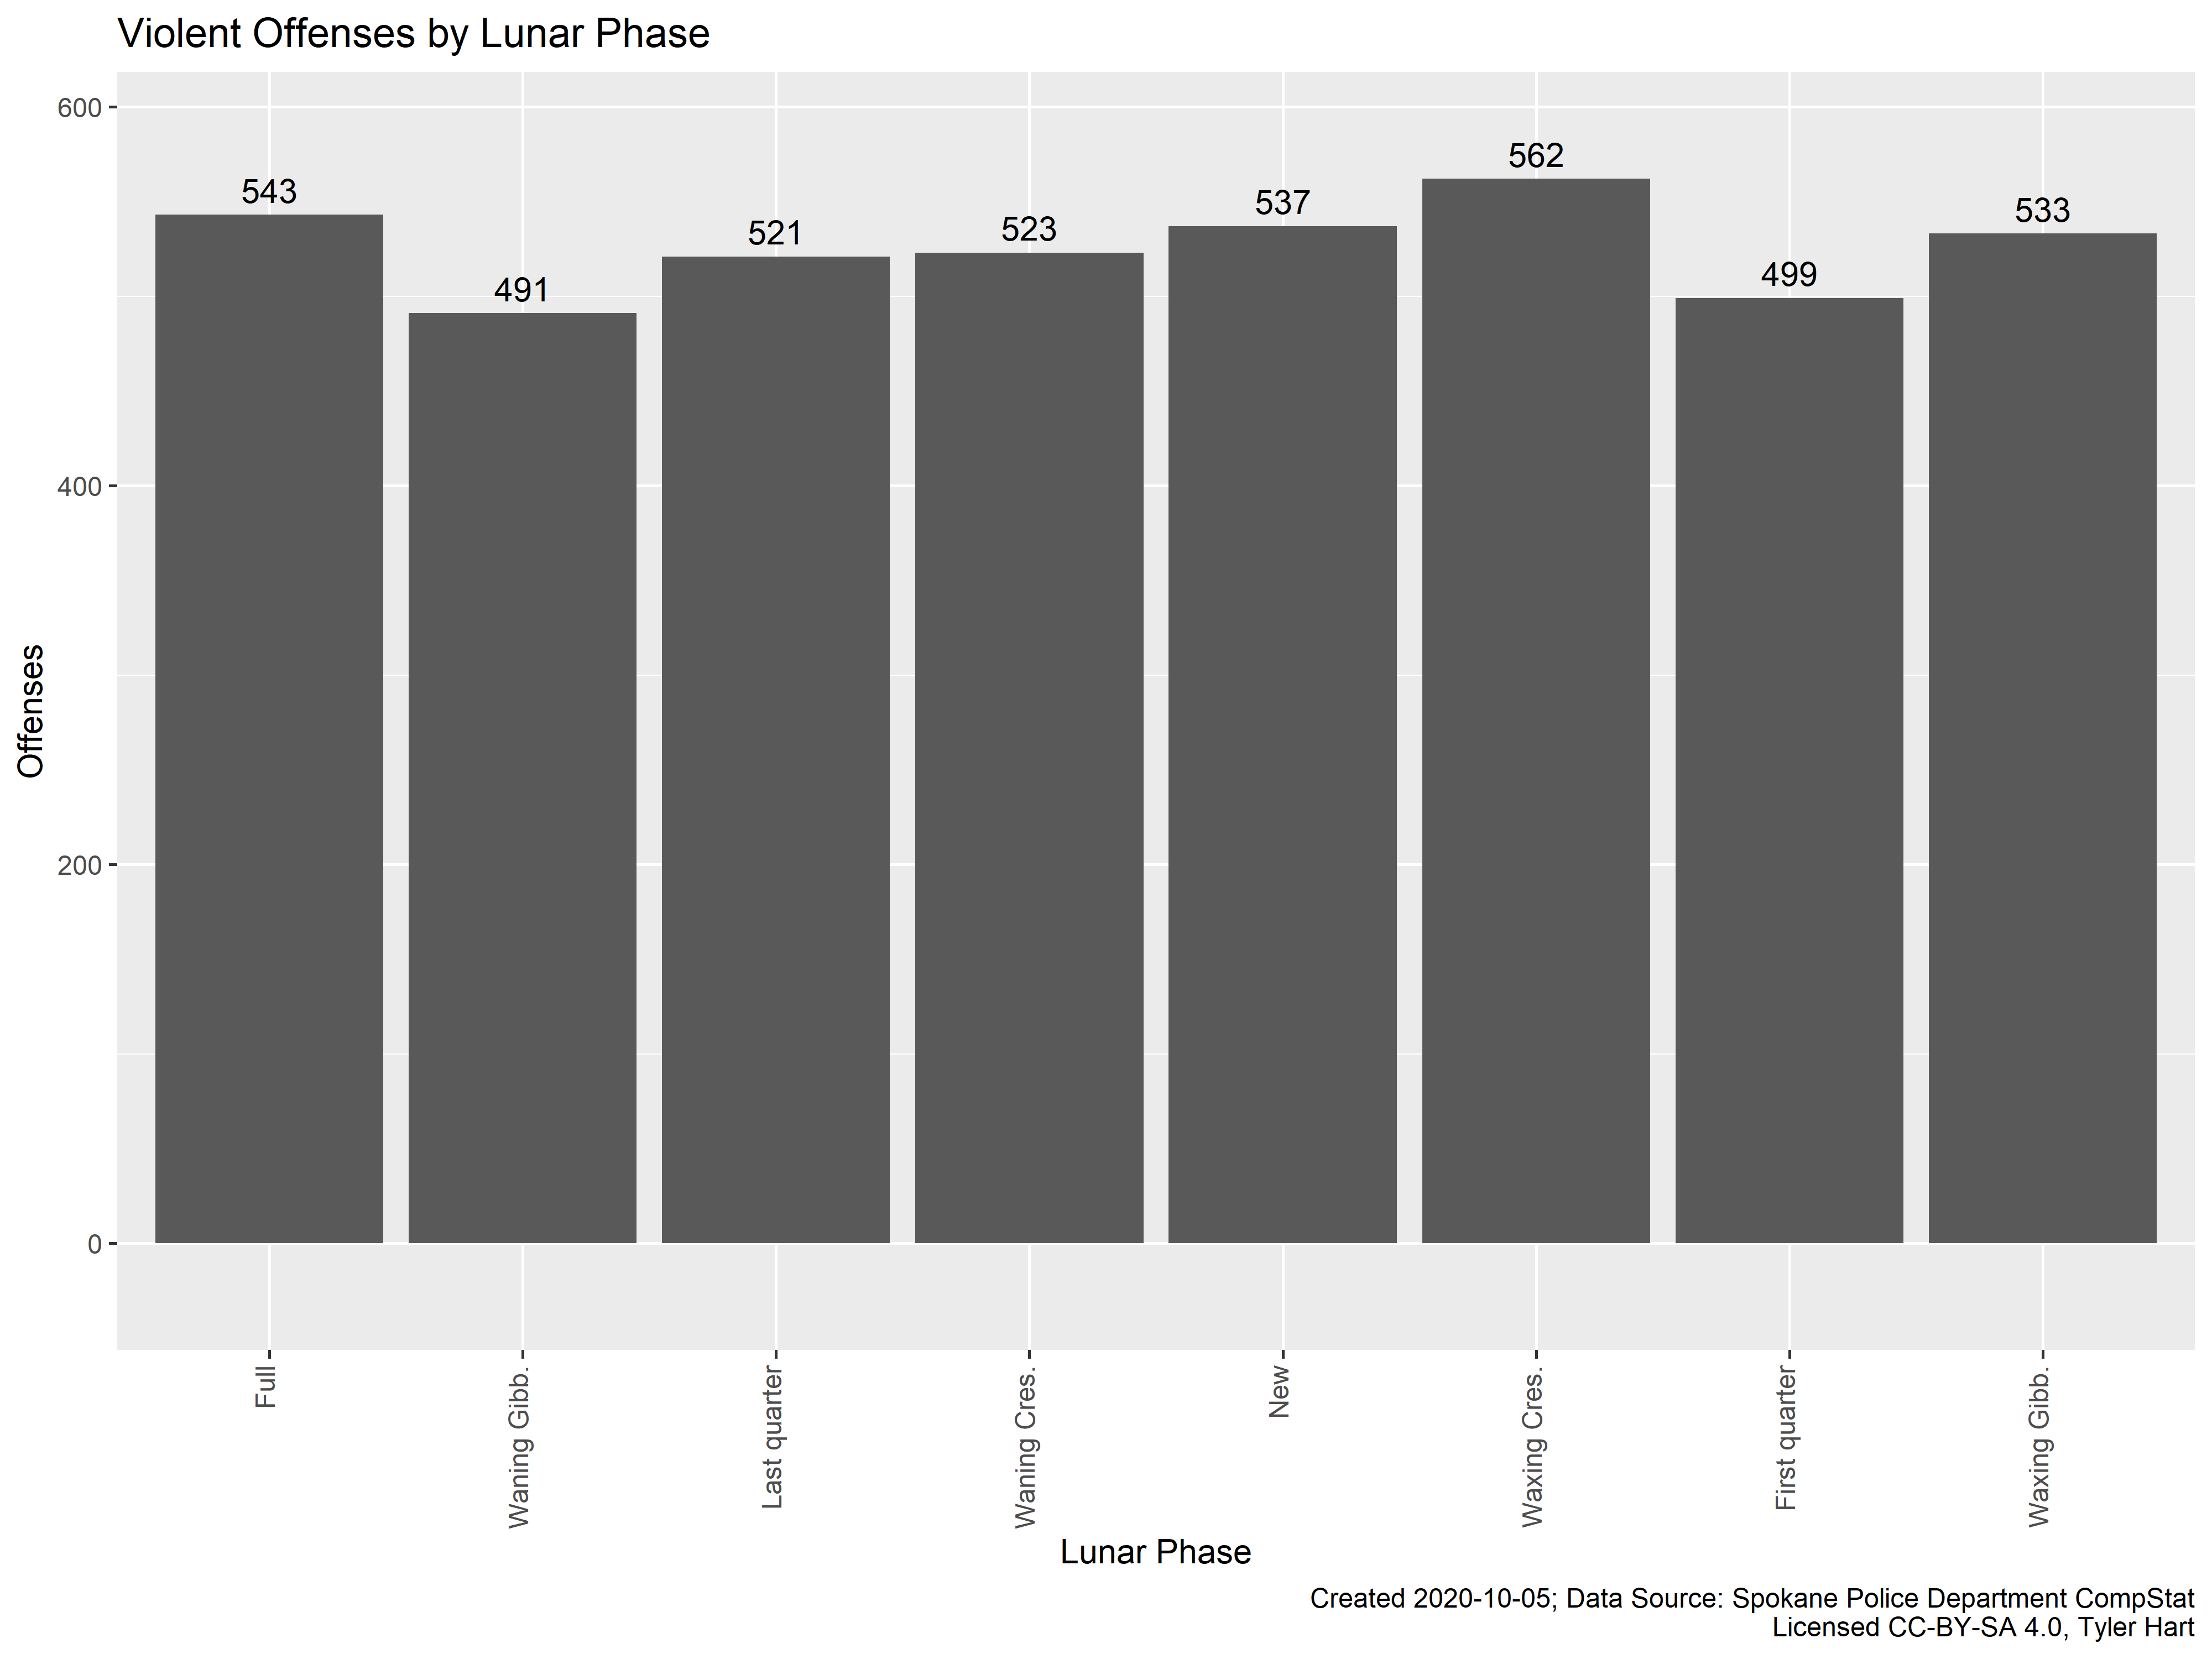 Violent Offenses by Lunar Phase
600
400
200
0
Offenses
543
491
521
523
537
562
499
533
Full
Waning Gibb.
Last quarter
Waning Cres.
New
Waxing Cres.
First quarter
Waxing Gibb.
Lunar Phase
Created 2020-10-05; Data Source: Spokane Police Department CompStat
Licensed CC-BY-SA 4.0, Tyler Hart